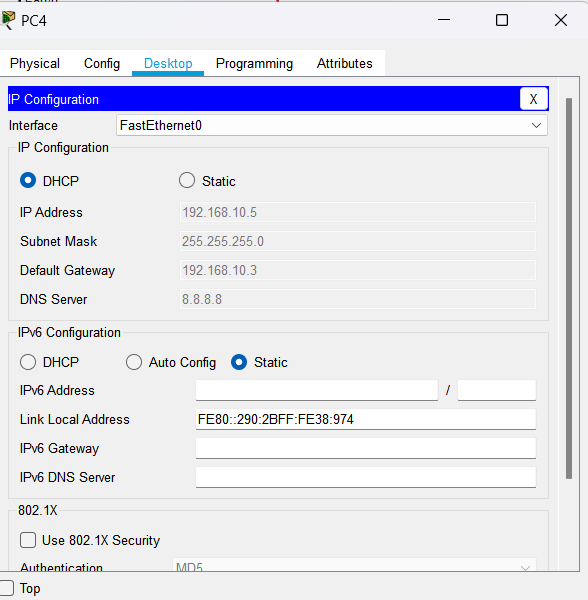 PC4
Physical Config Desktop Programming Attributes
IP Configuration X
Interface FastEthernet0
IP Configuration
DHCP Static
IP Address 192.168.10.5
Subnet Mask 255.255.255.0
Default Gateway 192.168.10.3
DNS Server 8.8.8.8
IPv6 Configuration
DHCP Auto Config Static
IPv6 Address /
Link Local Address FE80::290:2BFF:FE38:974
IPv6 Gateway
IPv6 DNS Server
802.1X
Use 802.1X Security
Authentication MD5
Top